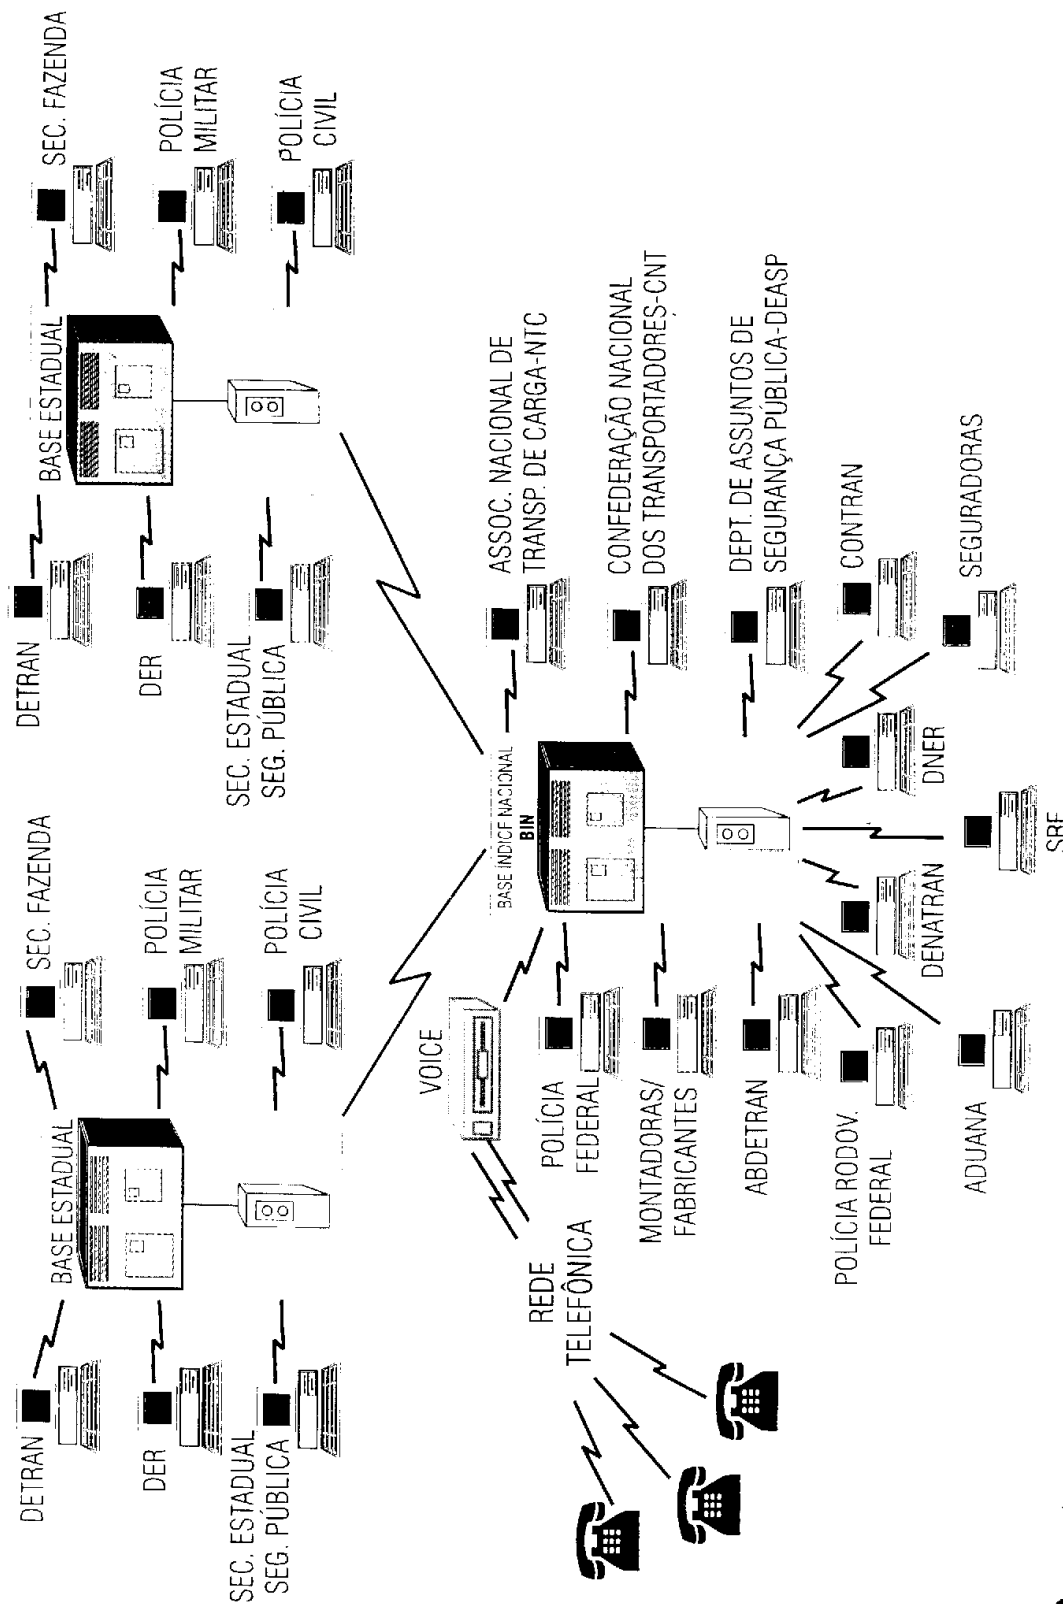 DETRAN
BASE ESTADUAL
SEC. FAZENDA
DER
POLÍCIA
MILITAR
SEC. ESTADUAL
SEG. PÚBLICA
POLÍCIA
CIVIL
DETRAN
BASE ESTADUAL
SEC. FAZENDA
DER
POLÍCIA
MILITAR
SEC. ESTADUAL
SEG. PÚBLICA
POLÍCIA
CIVIL
VOICE
REDE
TELEFÔNICA
BASE ÍNDICE NACIONAL
BIN
POLÍCIA
FEDERAL
MONTADORAS/
FABRICANTES
ABDETRAN
POLÍCIA RODOV.
FEDERAL
ADUANA
DENATRAN
SRF
DNER
ASSOC. NACIONAL DE
TRANSP. DE CARGA-NTC
CONFEDERAÇÃO NACIONAL
DOS TRANSPORTADORES-CNT
DEPT. DE ASSUNTOS DE
SEGURANÇA PÚBLICA-DEASP
CONTRAN
SEGURADORAS